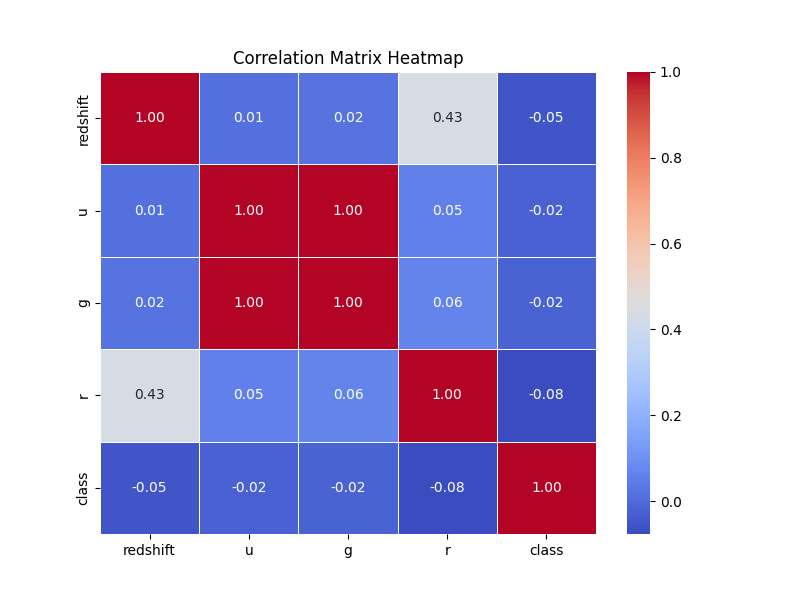 Correlation Matrix Heatmap
redshift 1.00 0.01 0.02 0.43 -0.05
u 0.01 1.00 1.00 0.05 -0.02
g 0.02 1.00 1.00 0.06 -0.02
r 0.43 0.05 0.06 1.00 -0.08
class -0.05 -0.02 -0.02 -0.08 1.00
redshift u g r class
1.0
0.8
0.6
0.4
0.2
0.0